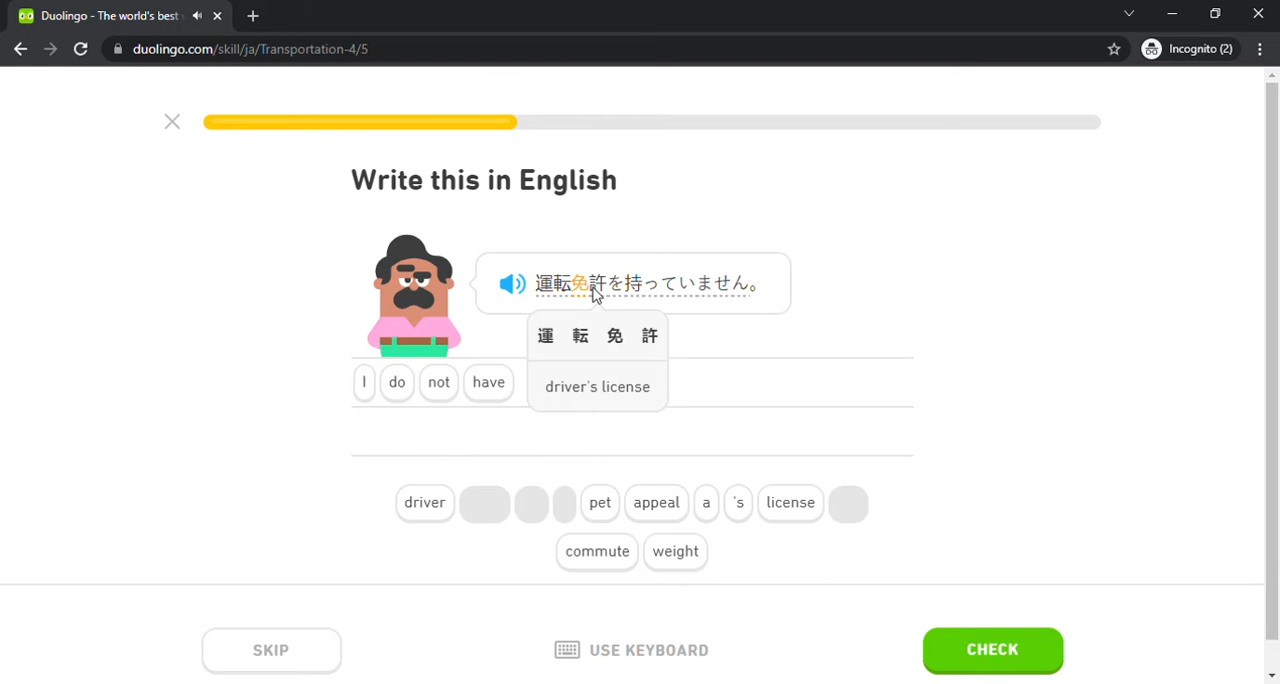 Duolingo - The world's best
duolingo.com/skill/ja/Transportation-4/5
Incognito (2)
Write this in English
運転免許を持っていません。
運 転 免 許
driver's license
I do not have
driver pet appeal a 's license
commute weight
SKIP
USE KEYBOARD
CHECK